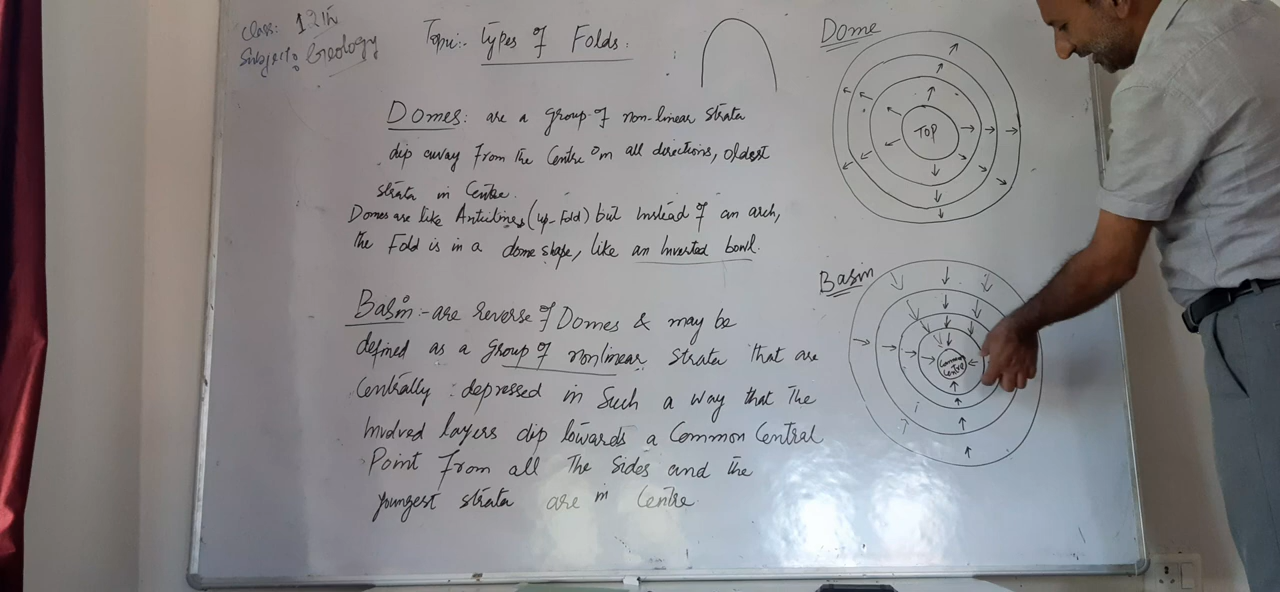 Class: 12th
Subject: Geology
Topic:- Types of Folds:
Domes: are a group of non-linear strata
dip away from the Centre in all directions, oldest
strata in Centre.
Domes are like Anticlines (up-fold) but instead of an arch,
the Fold is in a dome shape, like an Inverted bowl.
Basin:- are reverse of Domes & may be
defined as a group of nonlinear strata that are
Centrally depressed in Such a way that The
Involved layers dip towards a Common Central
Point From all The Sides and the
youngest strata are in Centre
Dome
TOP
Basin
Common
Centre